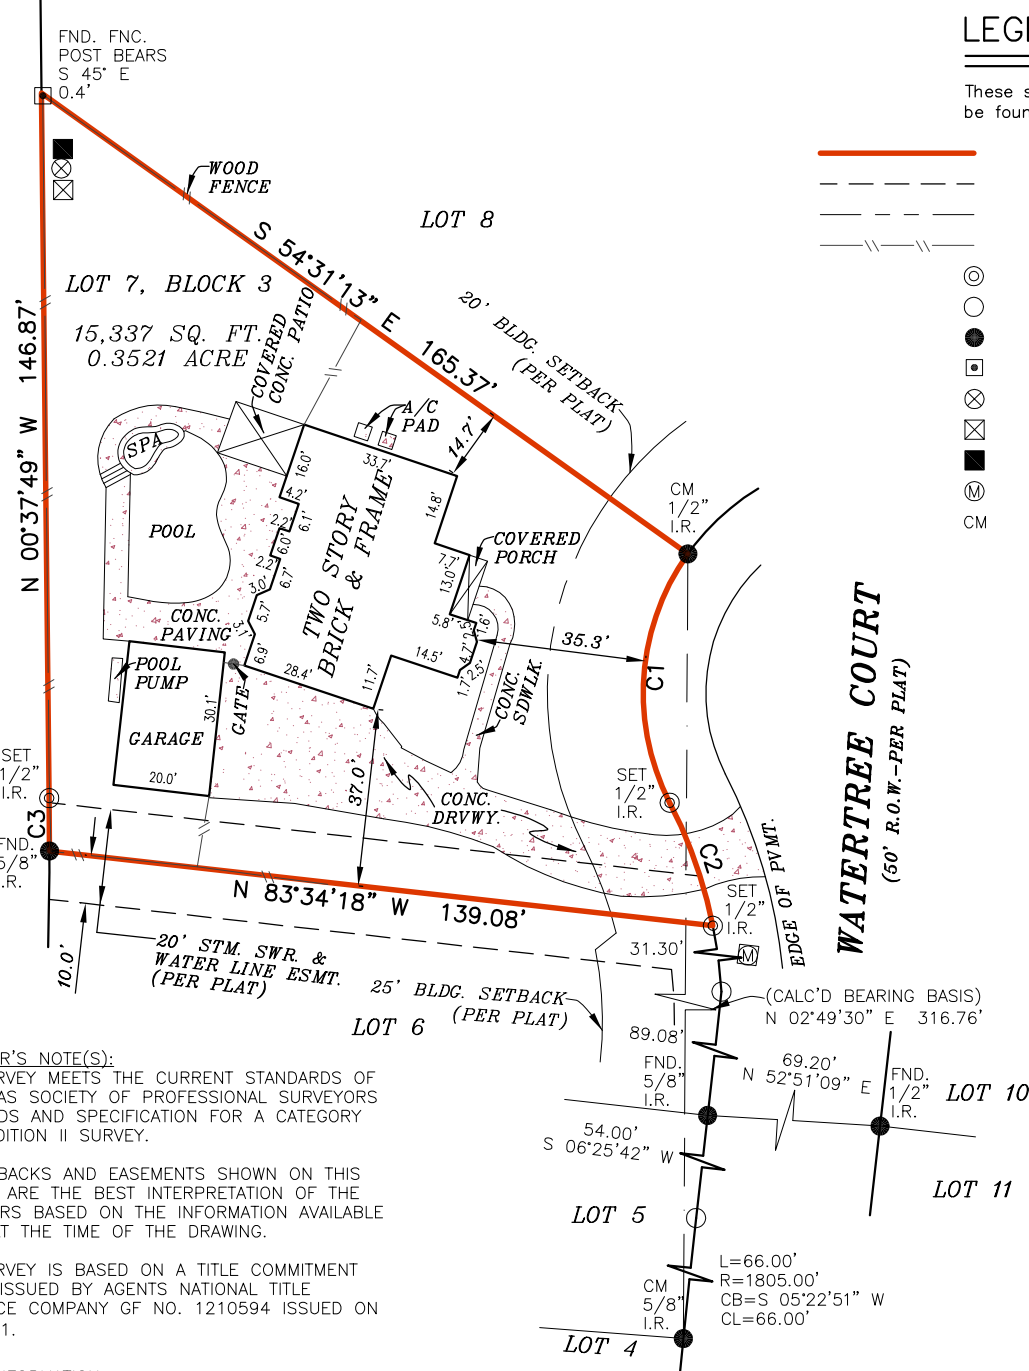 FND. FNC.
POST BEARS
S 45° E
0.4'
These s
be foun
WOOD
FENCE
LOT 8
S 54°31'13" E 165.37'
LOT 7, BLOCK 3
15,337 SQ. FT.
0.3521 ACRE
COVERED
CONC. PATIO
20' BLDG. SETBACK
(PER PLAT)
N 00°37'49" W 146.87'
A/C
PAD
14.7'
SPA
33.7'
16.0'
4.2'
6.1'
2.2'
6.0'
2.2'
6.7'
3.0'
5.7'
3.1'
6.9'
14.8'
CM
1/2"
I.R.
CM
POOL
TWO STORY
BRICK & FRAME
COVERED
PORCH
7.7'
13.0'
5.8'
1.6'
4.7'
2.5'
1.7'
14.5'
11.7'
28.4'
35.3'
CONC.
PAVING
POOL
PUMP
30.1'
GATE
GARAGE
20.0'
CONC.
SDWLK.
C1
WATERTREE COURT
(50' R.O.W.-PER PLAT)
SET
1/2"
I.R.
C3
FND.
5/8"
I.R.
37.0'
CONC.
DRVWY.
SET
1/2"
I.R.
C2
EDGE OF PVMT.
SET
1/2"
I.R.
N 83°34'18" W 139.08'
10.0'
20' STM. SWR. &
WATER LINE ESMT.
(PER PLAT)
31.30'
M
M
25' BLDG. SETBACK
(PER PLAT)
(CALC'D BEARING BASIS)
N 02°49'30" E 316.76'
LOT 6
89.08'
FND.
5/8"
I.R.
69.20'
N 52°51'09" E
FND.
1/2"
I.R.
LOT 10
54.00'
S 06°25'42" W
LOT 11
LOT 5
L=66.00'
R=1805.00'
CB=S 05°22'51" W
CL=66.00'
CM
5/8"
I.R.
LOT 4
R'S NOTE(S):
RVEY MEETS THE CURRENT STANDARDS OF
AS SOCIETY OF PROFESSIONAL SURVEYORS
DS AND SPECIFICATION FOR A CATEGORY
DITION II SURVEY.
BACKS AND EASEMENTS SHOWN ON THIS
ARE THE BEST INTERPRETATION OF THE
RS BASED ON THE INFORMATION AVAILABLE
T THE TIME OF THE DRAWING.
RVEY IS BASED ON A TITLE COMMITMENT
ISSUED BY AGENTS NATIONAL TITLE
CE COMPANY GF NO. 1210594 ISSUED ON
1.